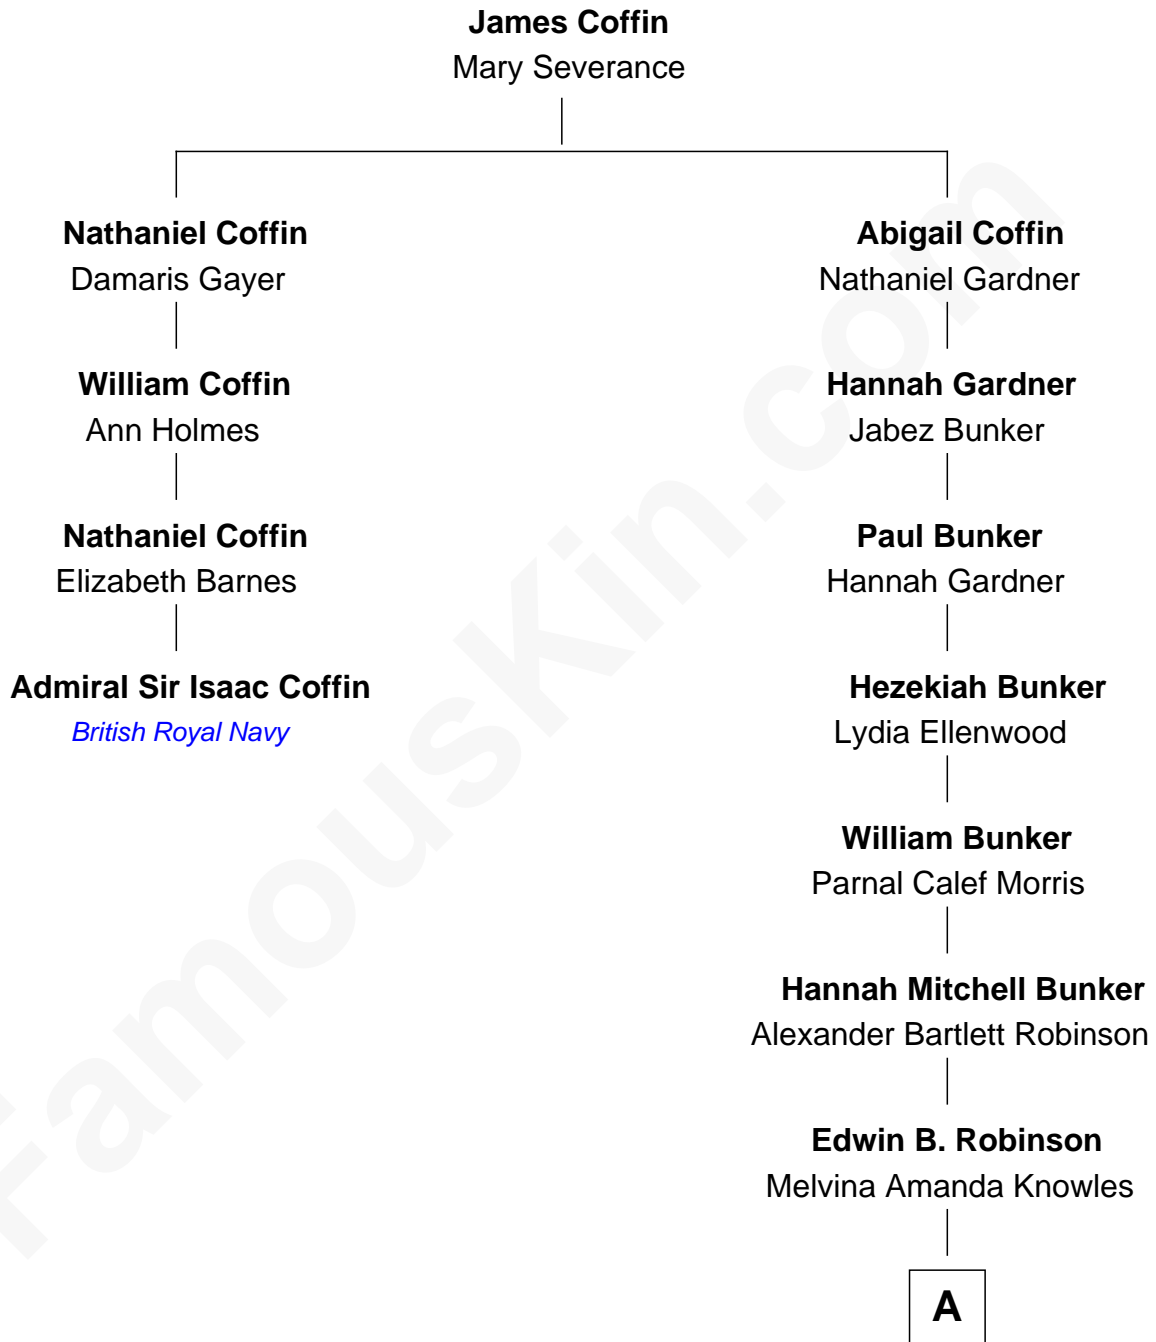 James Coffin
Mary Severance
Nathaniel Coffin
Damaris Gayer
William Coffin
Ann Holmes
Nathaniel Coffin
Elizabeth Barnes
Admiral Sir Isaac Coffin
British Royal Navy
Abigail Coffin
Nathaniel Gardner
Hannah Gardner
Jabez Bunker
Paul Bunker
Hannah Gardner
Hezekiah Bunker
Lydia Ellenwood
William Bunker
Parnal Calef Morris
Hannah Mitchell Bunker
Alexander Bartlett Robinson
Edwin B. Robinson
Melvina Amanda Knowles
A
FamousKin.com